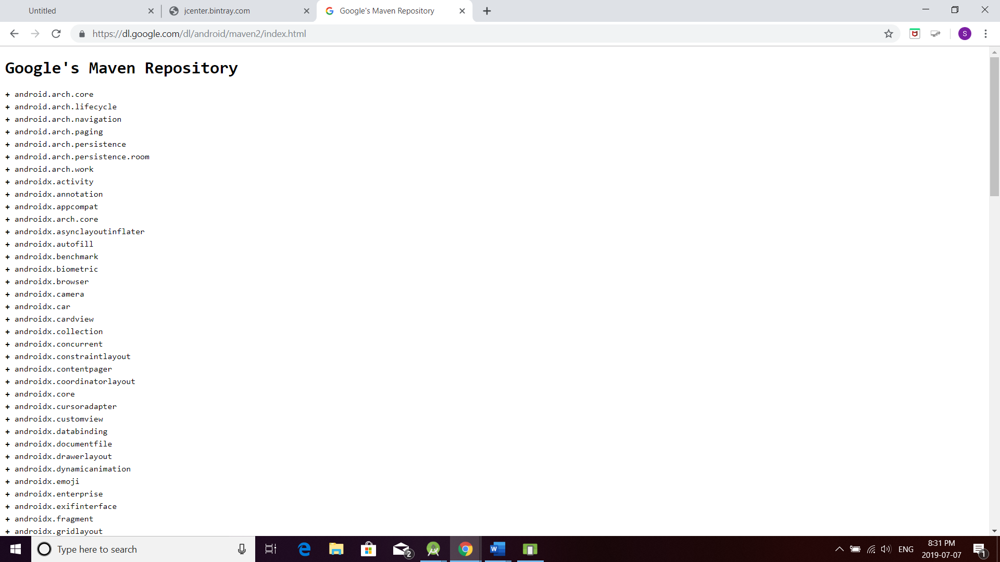 Untitled
jcenter.bintray.com
Google's Maven Repository
https://dl.google.com/dl/android/maven2/index.html
S
Google's Maven Repository
+ android.arch.core
+ android.arch.lifecycle
+ android.arch.navigation
+ android.arch.paging
+ android.arch.persistence
+ android.arch.persistence.room
+ android.arch.work
+ androidx.activity
+ androidx.annotation
+ androidx.appcompat
+ androidx.arch.core
+ androidx.asynclayoutinflater
+ androidx.autofill
+ androidx.benchmark
+ androidx.biometric
+ androidx.browser
+ androidx.camera
+ androidx.car
+ androidx.cardview
+ androidx.collection
+ androidx.concurrent
+ androidx.constraintlayout
+ androidx.contentpager
+ androidx.coordinatorlayout
+ androidx.core
+ androidx.cursoradapter
+ androidx.customview
+ androidx.databinding
+ androidx.documentfile
+ androidx.drawerlayout
+ androidx.dynamicanimation
+ androidx.emoji
+ androidx.enterprise
+ androidx.exifinterface
+ androidx.fragment
+ androidx.gridlayout
Type here to search
2
W
ENG
8:31 PM
2019-07-07
1